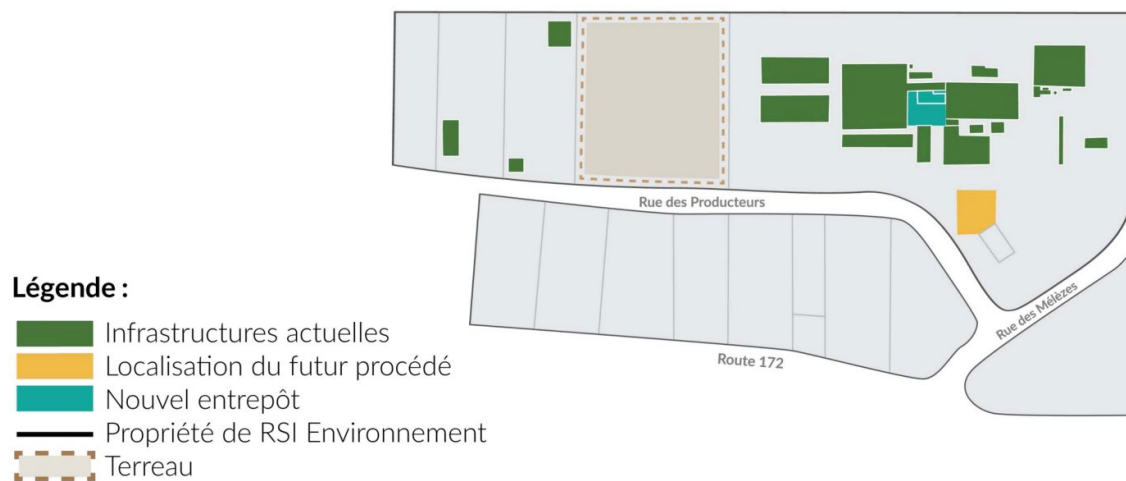 Rue des Producteurs
Rue des Mélèzes
Route 172
Légende :
Infrastructures actuelles
Localisation du futur procédé
Nouvel entrepôt
Propriété de RSI Environnement
Terreau